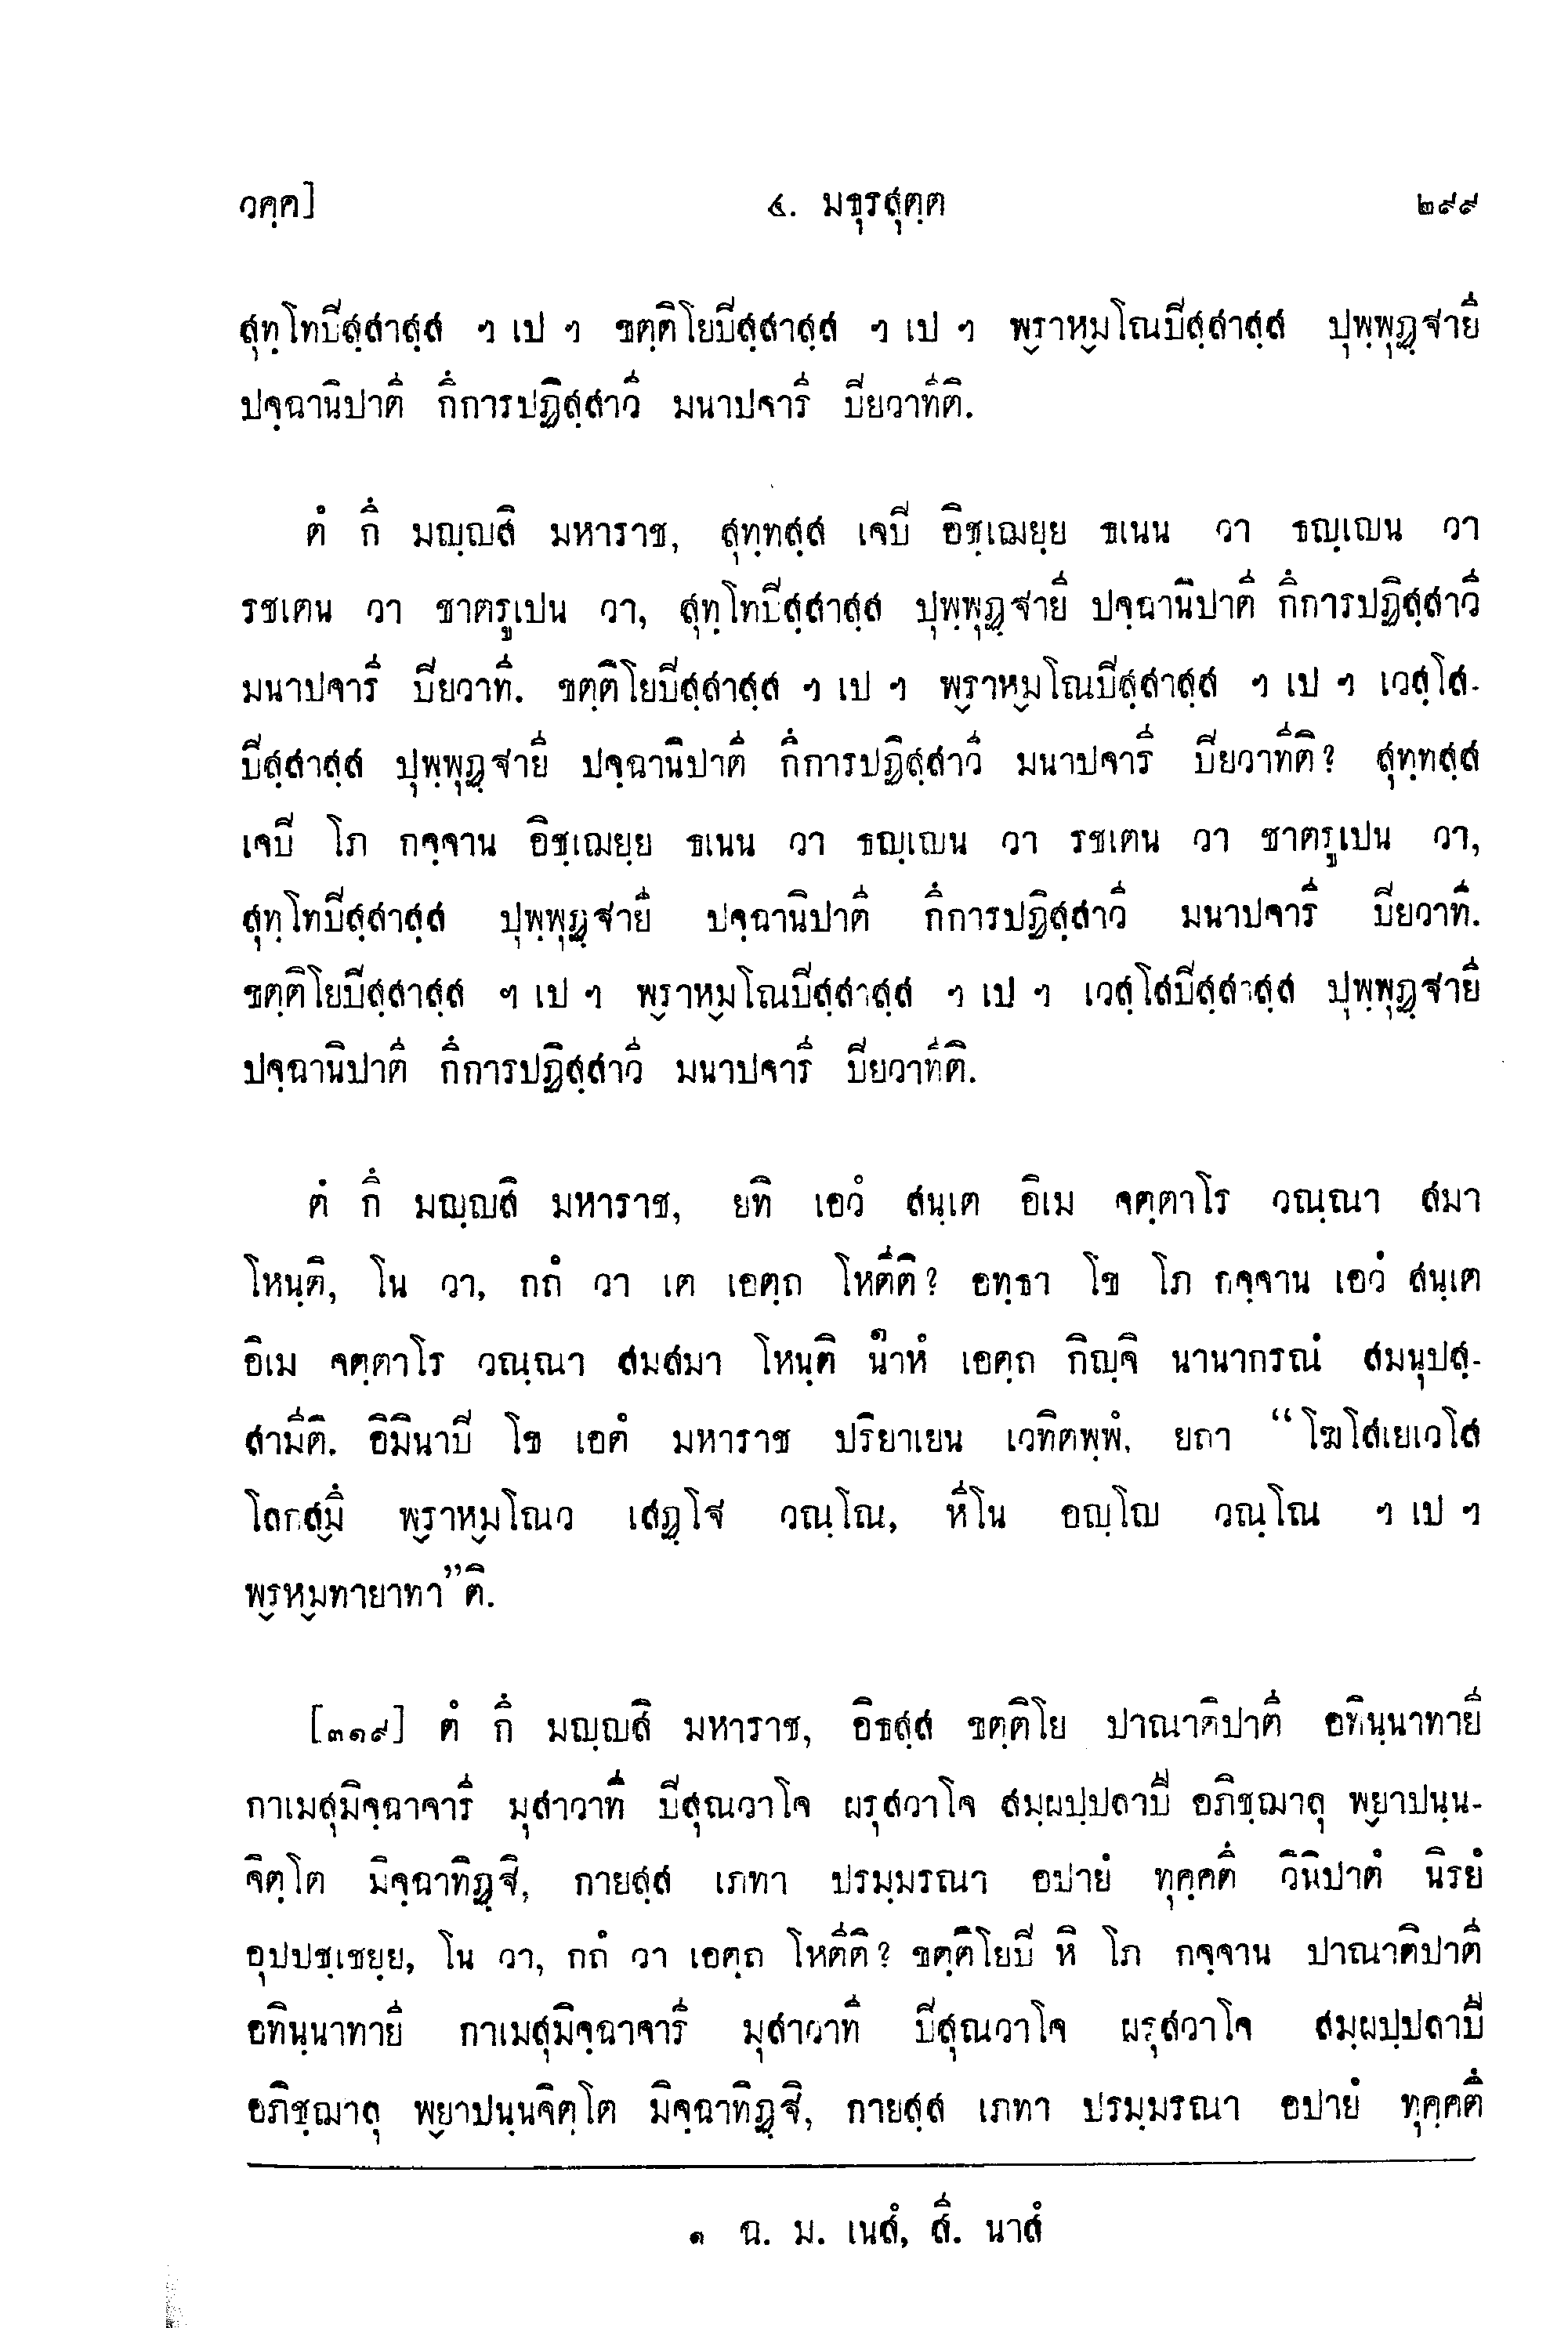 วคฺค] ๔. มธุรสุตฺต ๒๙๙
สุทฺโทปีสฺสาสฺส ฯ เป ฯ ขตฺติโยปีสฺสาสฺส ฯ เป ฯ พฺราหฺมโณปีสฺสาสฺส ปุพฺพุฏฺฐายี
ปจฺฉานิปาตี กึการปฏิสฺสาวี มนาปจารี ปิยวาทีติ.
ตํ กึ มญฺญสิ มหาราช, สุทฺทสฺส เจปิ อิชฺเฌยฺย ธเนน วา ธญฺเญน วา
รชเตน วา ชาตรูเปน วา, สุทฺโทปีสฺสาสฺส ปุพฺพุฏฺฐายี ปจฺฉานิปาตี กึการปฏิสฺสาวี
มนาปจารี ปิยวาที. ขตฺติโยปีสฺสาสฺส ฯ เป ฯ พฺราหฺมโณปีสฺสาสฺส ฯ เป ฯ เวสฺโส-
ปีสฺสาสฺส ปุพฺพุฏฺฐายี ปจฺฉานิปาตี กึการปฏิสฺสาวี มนาปจารี ปิยวาทีติ? สุทฺทสฺส
เจปิ โภ กจฺจาน อิชฺเฌยฺย ธเนน วา ธญฺเญน วา รชเตน วา ชาตรูเปน วา,
สุทฺโทปีสฺสาสฺส ปุพฺพุฏฺฐายี ปจฺฉานิปาตี กึการปฏิสฺสาวี มนาปจารี ปิยวาที.
ขตฺติโยปีสฺสาสฺส ฯ เป ฯ พฺราหฺมโณปีสฺสาสฺส ฯ เป ฯ เวสฺโสปีสฺสาสฺส ปุพฺพุฏฺฐายี
ปจฺฉานิปาตี กึการปฏิสฺสาวี มนาปจารี ปิยวาทีติ.
ตํ กึ มญฺญสิ มหาราช, ยทิ เอวํ สนฺเต อิเม จตฺตาโร วณฺณา สมา
โหนฺติ, โน วา, กถํ วา เต เอตฺถ โหตีติ? อทฺธา โข โภ กจฺจาน เอวํ สนฺเต
อิเม จตฺตาโร วณฺณา สมสมา โหนฺติ น๑าหํ เอตฺถ กิญฺจิ นานากรณํ สมนุปสฺ-
สามีติ. อิมินาปิ โข เอตํ มหาราช ปริยาเยน เวทิตพฺพํ. ยถา “โฆโสเยเวโส
โลกสฺมึ พฺราหฺมโณว เสฏฺโฐ วณฺโณ, หีโน อญฺโญ วณฺโณ ฯ เป ฯ
พฺรหฺมทายาทา”ติ.
[๓๑๙] ตํ กึ มญฺญสิ มหาราช, อิธสฺส ขตฺติโย ปาณาติปาตี อทินฺนาทายี
กาเมสุมิจฺฉาจารี มุสาวาที ปิสุณวาโจ ผรุสวาโจ สมฺผปฺปลาปี อภิชฺฌาลุ พฺยาปนฺน-
จิตฺโต มิจฺฉาทิฏฺฐิ, กายสฺส เภทา ปรมฺมรณา อปายํ ทุคฺคตึ วินิปาตํ นิรยํ
อุปปชฺเชยฺย, โน วา, กถํ วา เอตฺถ โหตีติ? ขตฺติโยปิ หิ โภ กจฺจาน ปาณาติปาตี
อทินฺนาทายี กาเมสุมิจฺฉาจารี มุสาวาที ปิสุณวาโจ ผรุสวาโจ สมฺผปฺปลาปี
อภิชฺฌาลุ พฺยาปนฺนจิตฺโต มิจฺฉาทิฏฺฐิ, กายสฺส เภทา ปรมฺมรณา อปายํ ทุคฺคตึ
๑ ฉ. ม. เนสํ, สี. นาสํ